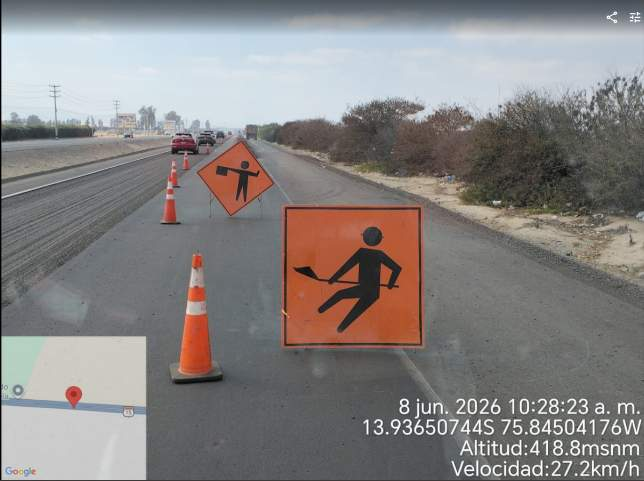 8 jun. 2026 10:28:23 a. m.
13.93650744S 75.84504176W
Altitud:418.8msnm
Velocidad:27.2km/h
Google